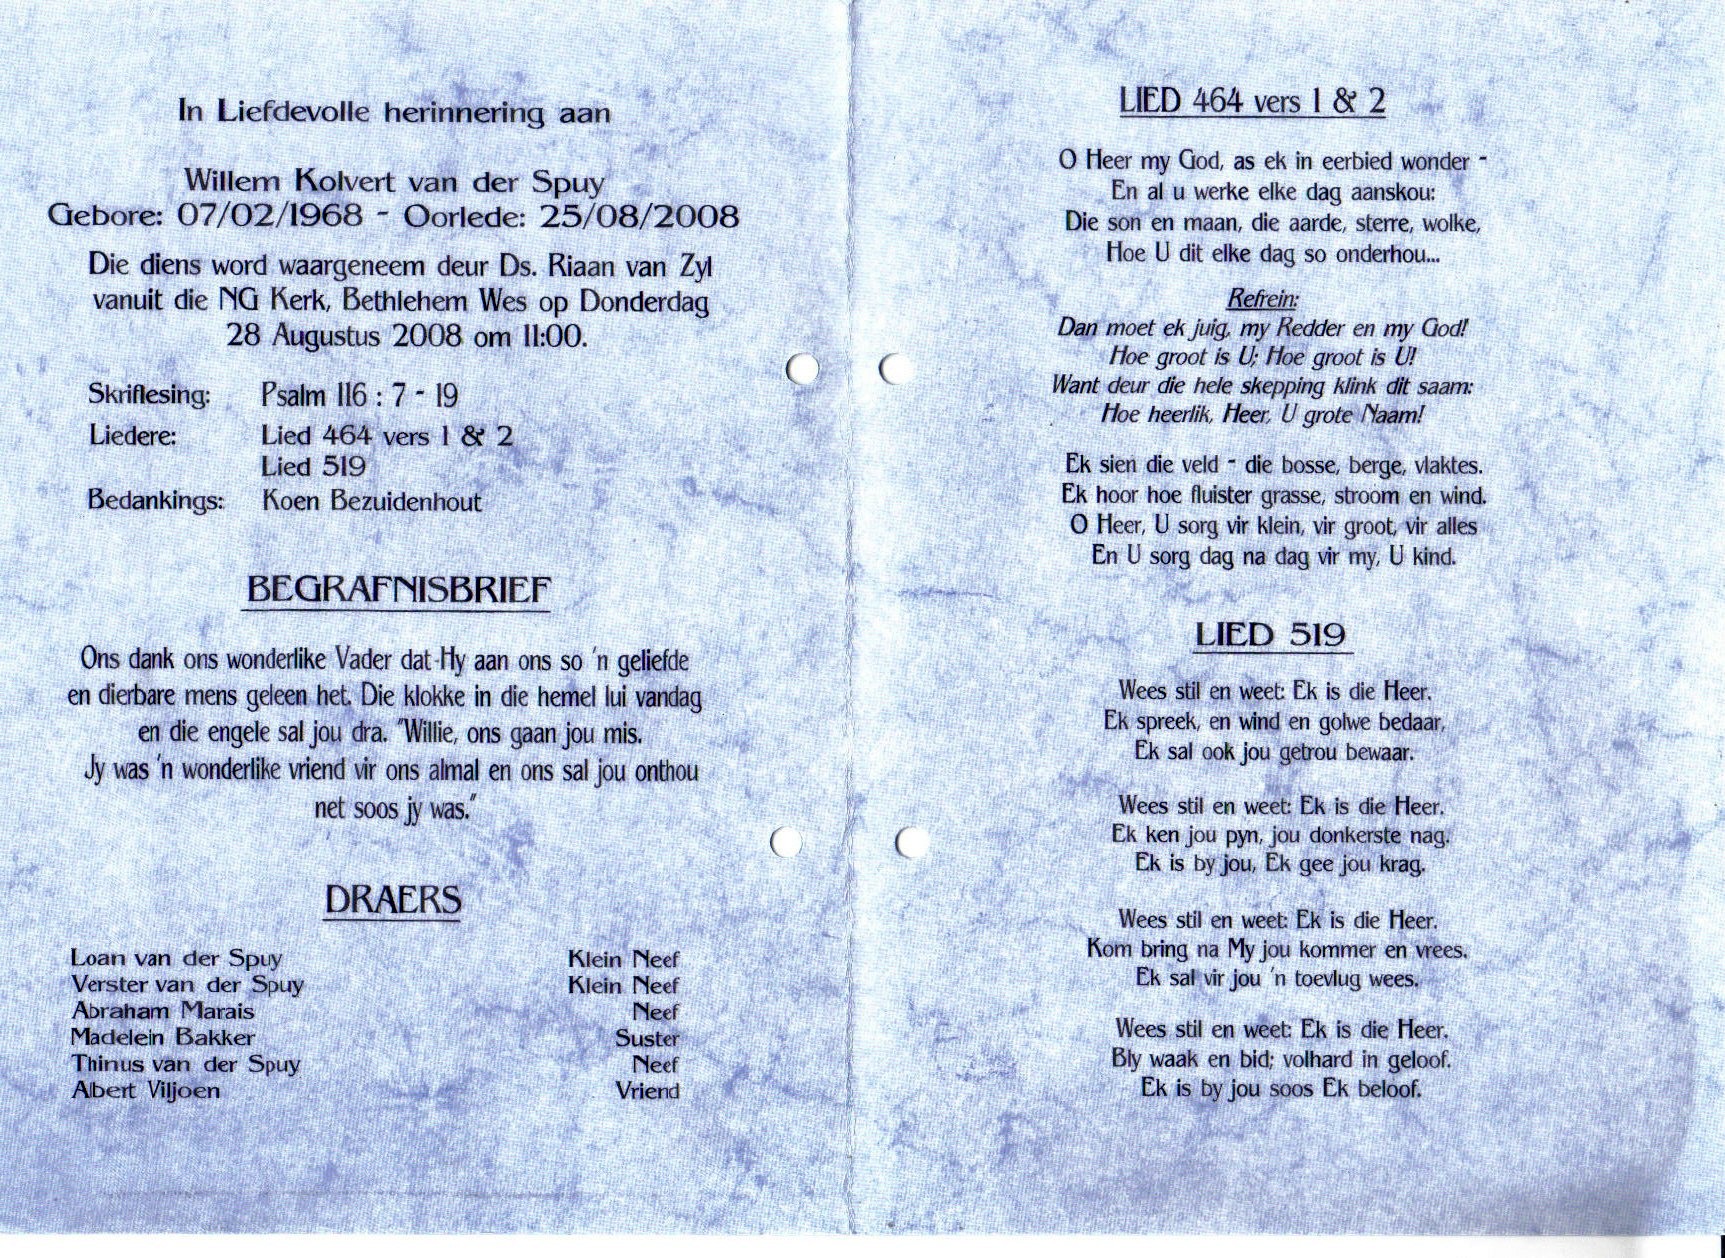 In Liefdevolle herinnering aan
Willem Kolvert van der Spuy
Gebore: 07/02/1968 - Oorlede: 25/08/2008
Die diens word waargeneem deur Ds. Riaan van Zyl
vanuit die NG Kerk, Bethlehem Wes op Donderdag
28 Augustus 2008 om 11:00.
Skriflesing: Psalm 116 : 7 - 19
Liedere: Lied 464 vers 1 & 2
Lied 519
Bedankings: Koen Bezuidenhout
BEGRAFNISBRIEF
Ons dank ons wonderlike Vader dat Hy aan ons so 'n geliefde
en dierbare mens geleen het. Die klokke in die hemel lui vandag
en die engele sal jou dra. "Willie, ons gaan jou mis.
Jy was 'n wonderlike vriend vir ons almal en ons sal jou onthou
net soos jy was."
DRAERS
Loan van der Spuy Klein Neef
Verster van der Spuy Klein Neef
Abraham Marais Neef
Madelein Bakker Suster
Thinus van der Spuy Neef
Albert Viljoen Vriend
LIED 464 vers 1 & 2
O Heer my God, as ek in eerbied wonder -
En al u werke elke dag aanskou:
Die son en maan, die aarde, sterre, wolke,
Hoe U dit elke dag so onderhou...
Refrein:
Dan moet ek juig, my Redder en my God!
Hoe groot is U; Hoe groot is U!
Want deur die hele skepping klink dit saam:
Hoe heerlik, Heer, U grote Naam!
Ek sien die veld - die bosse, berge, vlaktes.
Ek hoor hoe fluister grasse, stroom en wind.
O Heer, U sorg vir klein, vir groot, vir alles
En U sorg dag na dag vir my, U kind.
LIED 519
Wees stil en weet: Ek is die Heer.
Ek spreek, en wind en golwe bedaar,
Ek sal ook jou getrou bewaar.
Wees stil en weet: Ek is die Heer.
Ek ken jou pyn, jou donkerste nag.
Ek is by jou, Ek gee jou krag.
Wees stil en weet: Ek is die Heer.
Kom bring na My jou kommer en vrees.
Ek sal vir jou 'n toevlug wees.
Wees stil en weet: Ek is die Heer.
Bly waak en bid; volhard in geloof.
Ek is by jou soos Ek beloof.